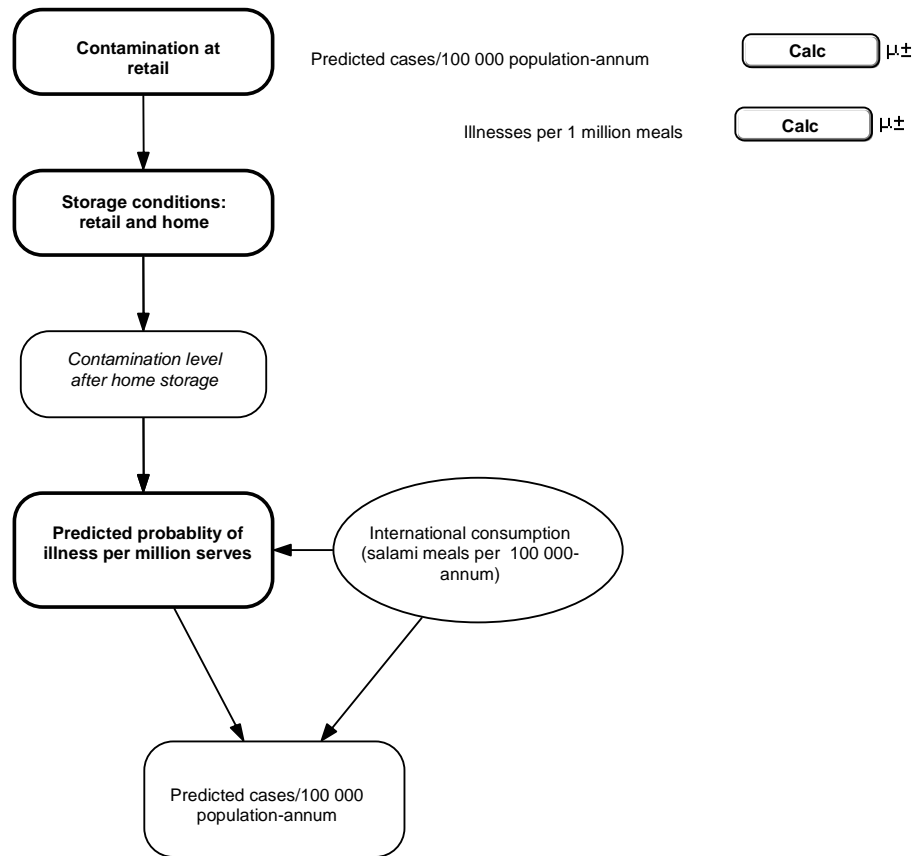 Contamination at
retail
Predicted cases/100 000 population-annum
Calc
μ±
Illnesses per 1 million meals
Calc
μ±
Storage conditions:
retail and home
Contamination level
after home storage
Predicted probablity of
illness per million serves
International consumption
(salami meals per 100 000-
annum)
Predicted cases/100 000
population-annum